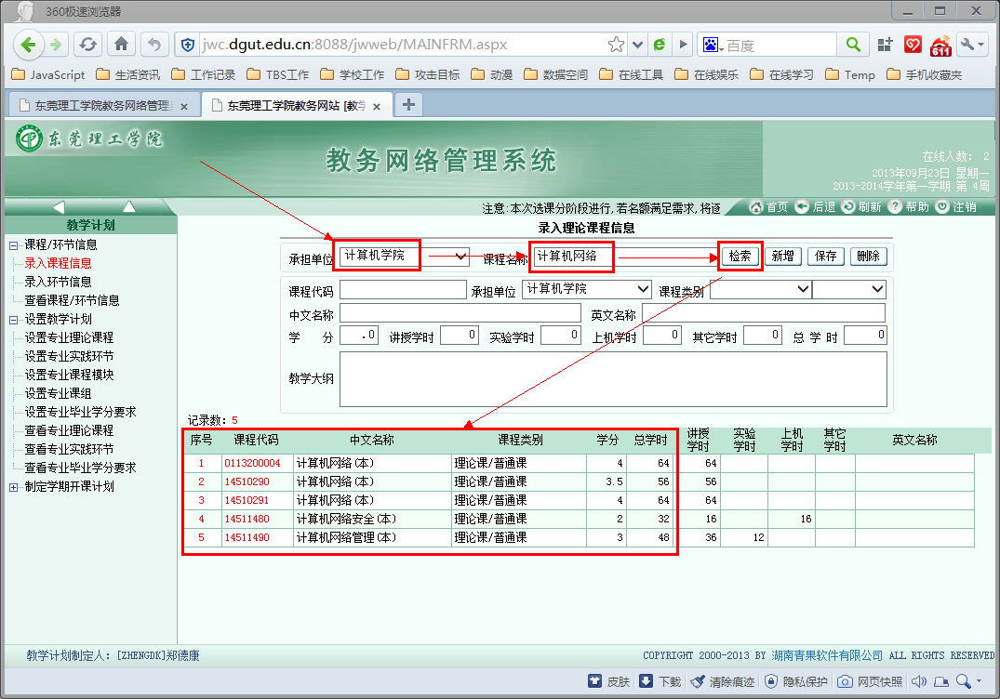 360极速浏览器
jwc.dgut.edu.cn:8088/jwweb/MAINFRM.aspx 百度 611
JavaScript 生活资讯 工作记录 TBS工作 学校工作 攻击目标 动漫 数据空间 在线工具 在线娱乐 在线学习 Temp 手机收藏夹
东莞理工学院教务网络管理 东莞理工学院教务网站 [教学
东莞理工学院
教务网络管理系统
在线人数: 2
2013年09月23日 星期一
2013-2014学年第一学期 第 4周
注意:本次选课分阶段进行,若名额满足需求,将逐 首页 后退 刷新 帮助 注销
教学计划
课程/环节信息
录入课程信息
录入环节信息
查看课程/环节信息
设置教学计划
设置专业理论课程
设置专业实践环节
设置专业课程模块
设置专业课组
设置专业毕业学分要求
查看专业理论课程
查看专业实践环节
查看专业毕业学分要求
制定学期开课计划
录入理论课程信息
承担单位 计算机学院 课程名称 计算机网络 检索 新增 保存 删除
课程代码 承担单位 计算机学院 课程类别
中文名称 英文名称
学 分 .0 讲授学时 0 实验学时 0 上机学时 0 其它学时 0 总 学 时 0
教学大纲
记录数: 5
序号 课程代码 中文名称 课程类别 学分 总学时 讲授学时 实验学时 上机学时 其它学时 英文名称
1 0113200004 计算机网络(本) 理论课/普通课 4 64 64
2 14510290 计算机网络(本) 理论课/普通课 3.5 56 56
3 14510291 计算机网络(本) 理论课/普通课 4 64 64
4 14511480 计算机网络安全(本) 理论课/普通课 2 32 16 16
5 14511490 计算机网络管理(本) 理论课/普通课 3 48 36 12
教学计划制定人: [ZHENGDK]郑德康 COPYRIGHT 2000-2013 BY 湖南青果软件有限公司 ALL RIGHTS RESERVED
皮肤 下载 清除痕迹 隐私保护 网页快照